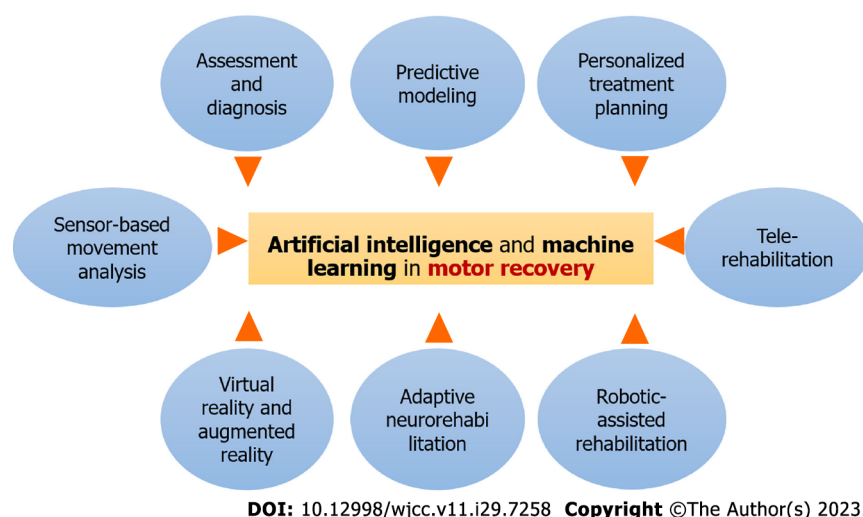 Assessment
and
diagnosis
Predictive
modeling
Personalized
treatment
planning
Sensor-based
movement
analysis
Artificial intelligence and machine
learning in motor recovery
Tele-
rehabilitation
Virtual
reality and
augmented
reality
Adaptive
neurorehabi
litation
Robotic-
assisted
rehabilitation
DOI: 10.12998/wjcc.v11.i29.7258 Copyright ©The Author(s) 2023